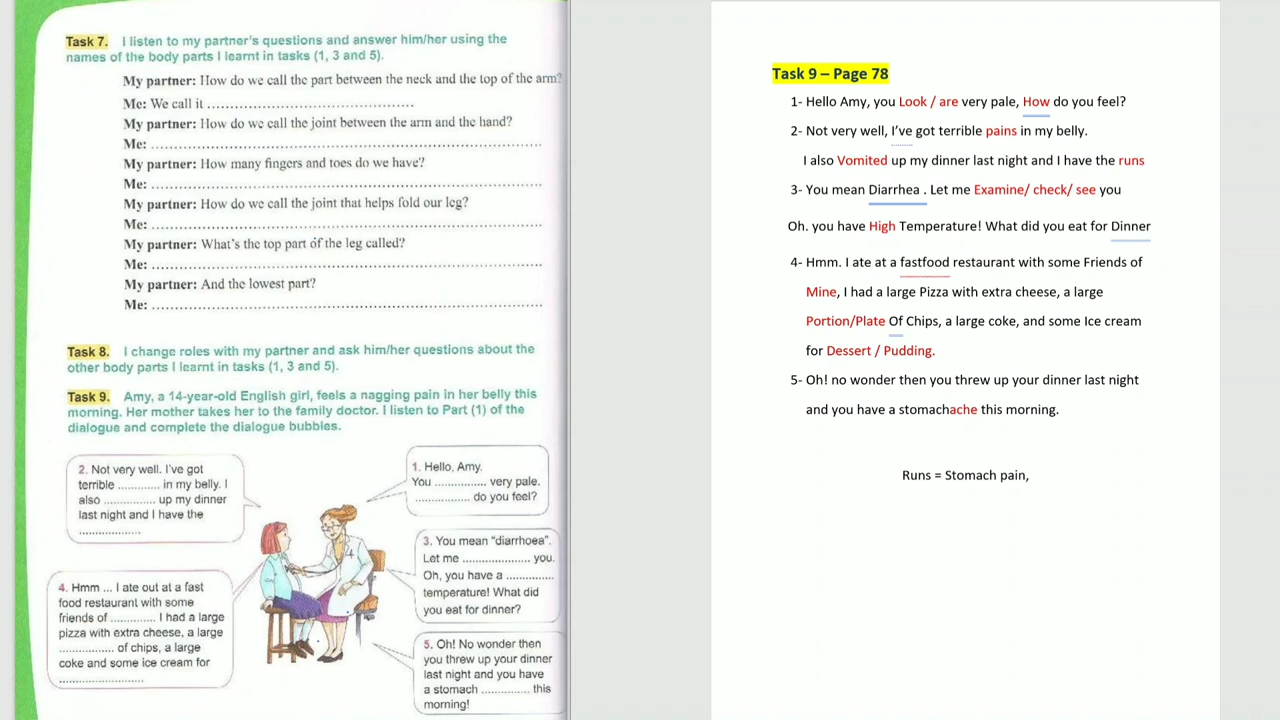 Task 7. I listen to my partner's questions and answer him/her using the
names of the body parts I learnt in tasks (1, 3 and 5).
My partner: How do we call the part between the neck and the top of the arm?
Me: We call it ........................................
My partner: How do we call the joint between the arm and the hand?
Me: ................................................................................
My partner: How many fingers and toes do we have?
Me: ................................................................................
My partner: How do we call the joint that helps fold our leg?
Me: ................................................................................
My partner: What's the top part of the leg called?
Me: ................................................................................
My partner: And the lowest part?
Me: ................................................................................
Task 8. I change roles with my partner and ask him/her questions about the
other body parts I learnt in tasks (1, 3 and 5).
Task 9. Amy, a 14-year-old English girl, feels a nagging pain in her belly this
morning. Her mother takes her to the family doctor. I listen to Part (1) of the
dialogue and complete the dialogue bubbles.
1. Hello, Amy.
You ............... very pale.
................ do you feel?
2. Not very well. I've got
terrible ............ in my belly. I
also .............. up my dinner
last night and I have the
.................
3. You mean "diarrhoea".
Let me ..................... you.
Oh, you have a ..............
temperature! What did
you eat for dinner?
4. Hmm ... I ate out at a fast
food restaurant with some
friends of ............. I had a large
pizza with extra cheese, a large
................ of chips, a large
coke and some ice cream for
.......................
5. Oh! No wonder then
you threw up your dinner
last night and you have
a stomach .............. this
morning!
Task 9 – Page 78
1- Hello Amy, you Look / are very pale, How do you feel?
2- Not very well, I've got terrible pains in my belly.
I also Vomited up my dinner last night and I have the runs
3- You mean Diarrhea . Let me Examine/ check/ see you
Oh. you have High Temperature! What did you eat for Dinner
4- Hmm. I ate at a fastfood restaurant with some Friends of
Mine, I had a large Pizza with extra cheese, a large
Portion/Plate Of Chips, a large coke, and some Ice cream
for Dessert / Pudding.
5- Oh! no wonder then you threw up your dinner last night
and you have a stomachache this morning.
Runs = Stomach pain,